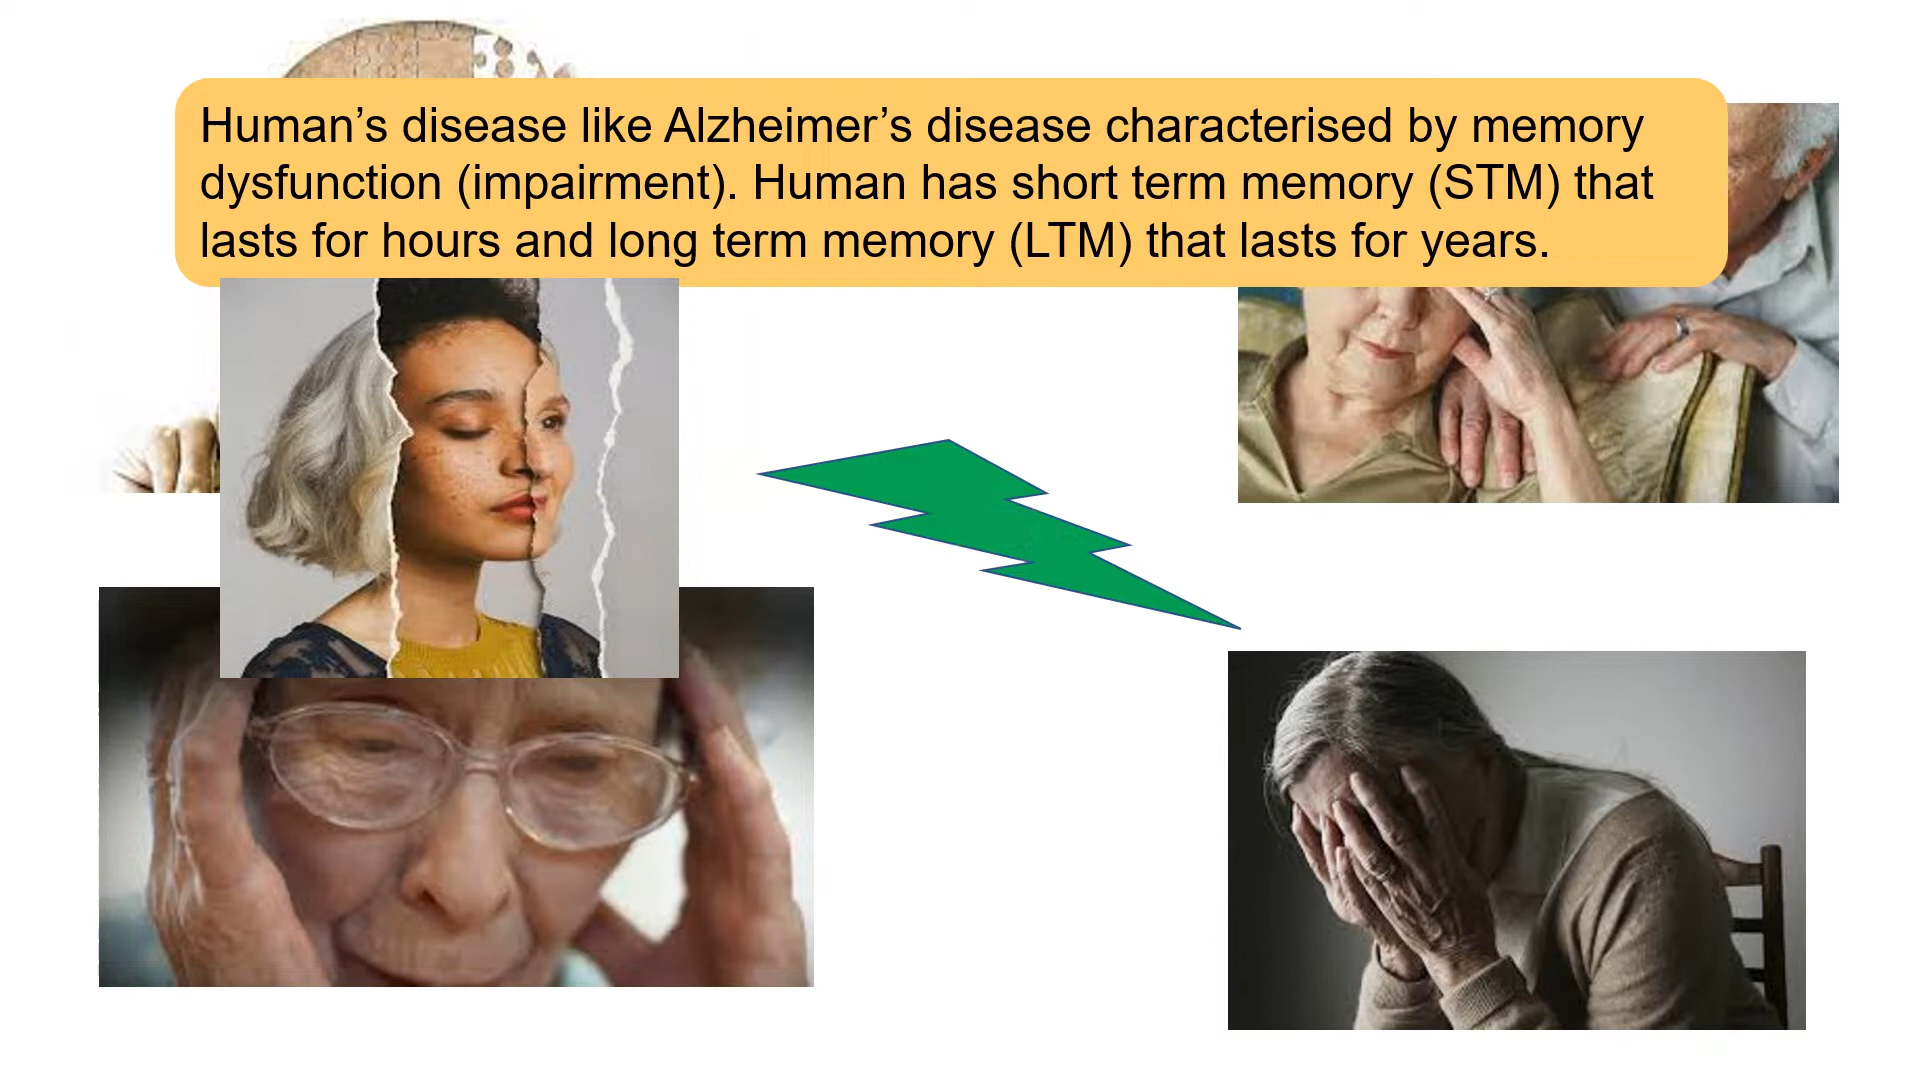 Human’s disease like Alzheimer’s disease characterised by memory
dysfunction (impairment). Human has short term memory (STM) that
lasts for hours and long term memory (LTM) that lasts for years.